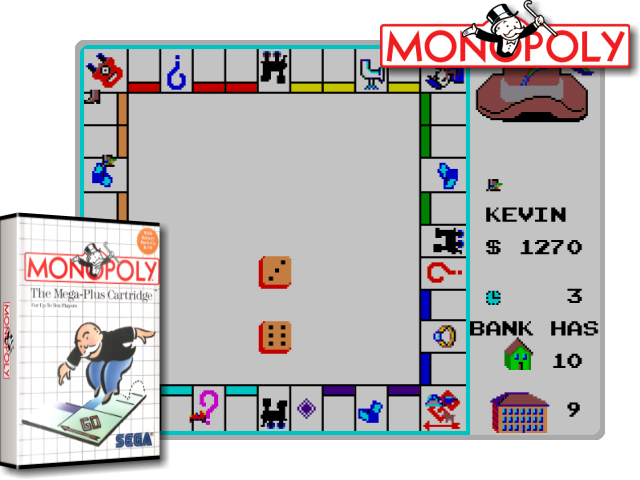 MONOPOLY
KEVIN
$ 1270
3
BANK HAS
10
9
MONOPOLY
The Mega-Plus Cartridge™
For Up To Ten Players
GO
SEGA
MONOPOLY